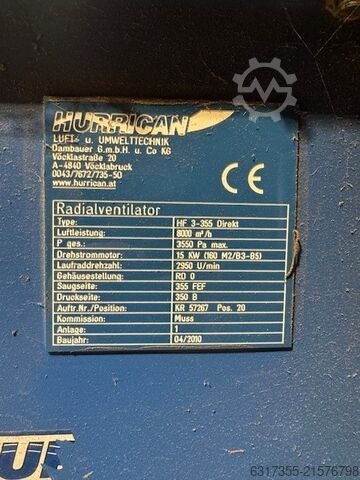 HURRICAN
LUFT- u. UMWELTTECHNIK
Dambauer G.m.b.H. u. Co KG
Vöcklastraße 20
A-4840 Vöcklabruck
0043/7672/735-50
www.hurrican.at
CE
Radialventilator
Type: HF 3-355 Direkt
Luftleistung: 8000 m³/h
P ges.: 3550 Pa max.
Drehstrommotor: 15 KW (160 M2/B3-B5)
Laufraddrehzahl: 2950 U/min
Gehäusestellung: RD 0
Saugseite: 355 FEF
Druckseite: 350 B
Auftr.Nr./Position: KR 57267 Pos. 20
Kommission: Muss
Anlage: 1
Baujahr: 04/2010
6317355-21576798